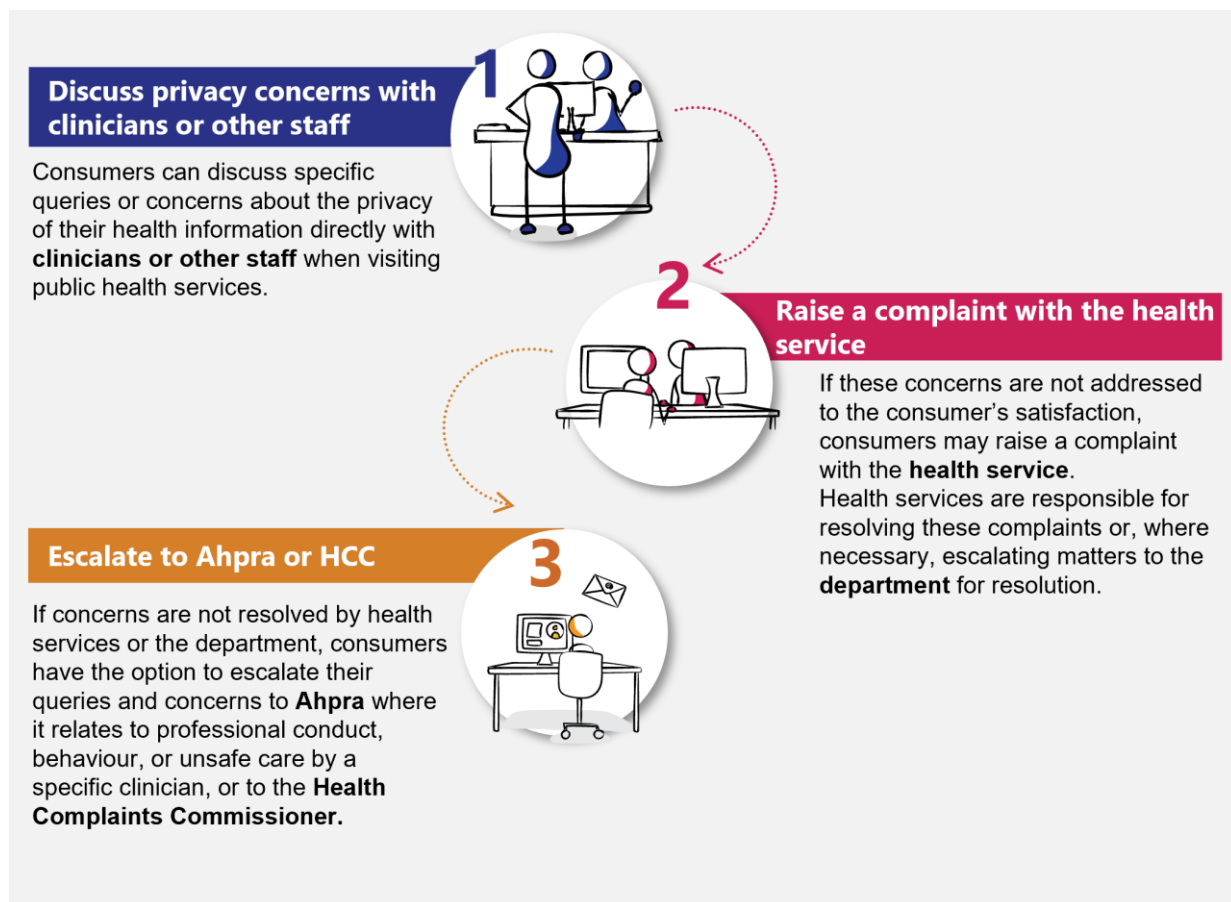 1
Discuss privacy concerns with
clinicians or other staff
Consumers can discuss specific
queries or concerns about the privacy
of their health information directly with
clinicians or other staff when visiting
public health services.
2
Raise a complaint with the health
service
If these concerns are not addressed
to the consumer’s satisfaction,
consumers may raise a complaint
with the health service.
Health services are responsible for
resolving these complaints or, where
necessary, escalating matters to the
department for resolution.
3
Escalate to Ahpra or HCC
If concerns are not resolved by health
services or the department, consumers
have the option to escalate their
queries and concerns to Ahpra where
it relates to professional conduct,
behaviour, or unsafe care by a
specific clinician, or to the Health
Complaints Commissioner.